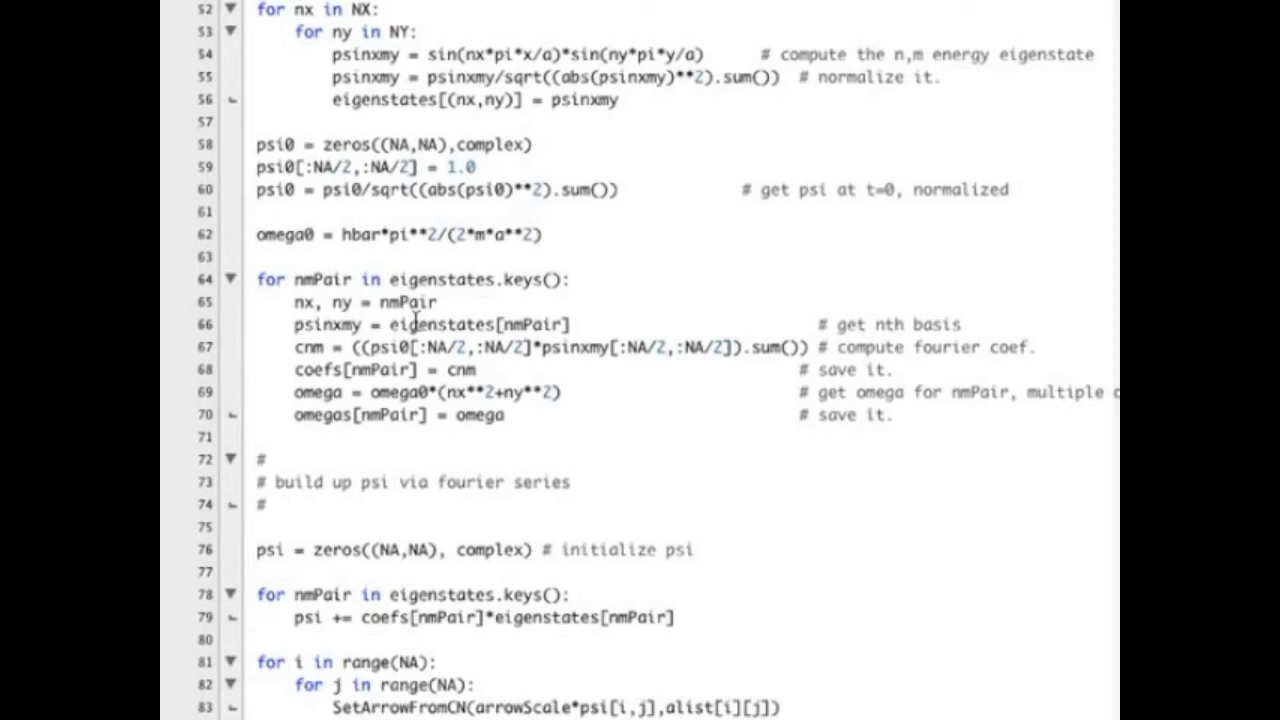 52 for nx in NX:
53 for ny in NY:
54 psinxmy = sin(nx*pi*x/a)*sin(ny*pi*y/a) # compute the n,m energy eigenstate
55 psinxmy = psinxmy/sqrt((abs(psinxmy)**2).sum()) # normalize it.
56 eigenstates[(nx,ny)] = psinxmy
57
58 psi0 = zeros((NA,NA),complex)
59 psi0[:NA/2,:NA/2] = 1.0
60 psi0 = psi0/sqrt((abs(psi0)**2).sum()) # get psi at t=0, normalized
61
62 omega0 = hbar*pi**2/(2*m*a**2)
63
64 for nmPair in eigenstates.keys():
65 nx, ny = nmPair
66 psinxmy = eigenstates[nmPair] # get nth basis
67 cnm = ((psi0[:NA/2,:NA/2]*psinxmy[:NA/2,:NA/2]).sum()) # compute fourier coef.
68 coefs[nmPair] = cnm # save it.
69 omega = omega0*(nx**2+ny**2) # get omega for nmPair, multiple
70 omegas[nmPair] = omega # save it.
71
72 #
73 # build up psi via fourier series
74 #
75
76 psi = zeros((NA,NA), complex) # initialize psi
77
78 for nmPair in eigenstates.keys():
79 psi += coefs[nmPair]*eigenstates[nmPair]
80
81 for i in range(NA):
82 for j in range(NA):
83 SetArrowFromCN(arrowScale*psi[i,j],alist[i][j])